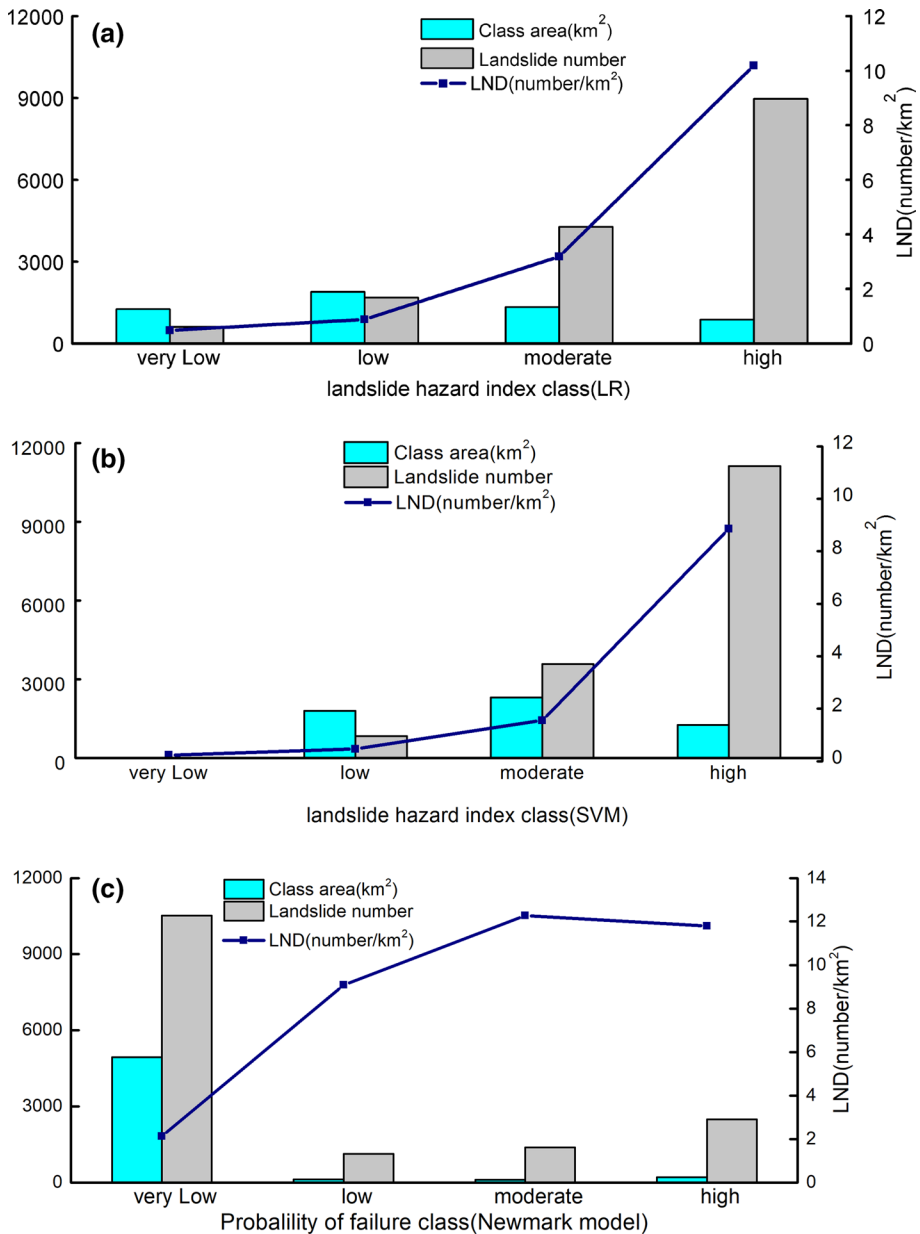 (a)
Class area(km²)
Landslide number
LND(number/km²)
12000
9000
6000
3000
0
12
10
8
6
4
2
0
LND(number/km²)
very Low low moderate high
landslide hazard index class(LR)
(b)
Class area(km²)
Landslide number
LND(number/km²)
12000
9000
6000
3000
0
12
10
8
6
4
2
0
LND(number/km²)
very Low low moderate high
landslide hazard index class(SVM)
(c)
Class area(km²)
Landslide number
LND(number/km²)
12000
9000
6000
3000
0
14
12
10
8
6
4
2
0
LND(number/km²)
very Low low moderate high
Probalility of failure class(Newmark model)